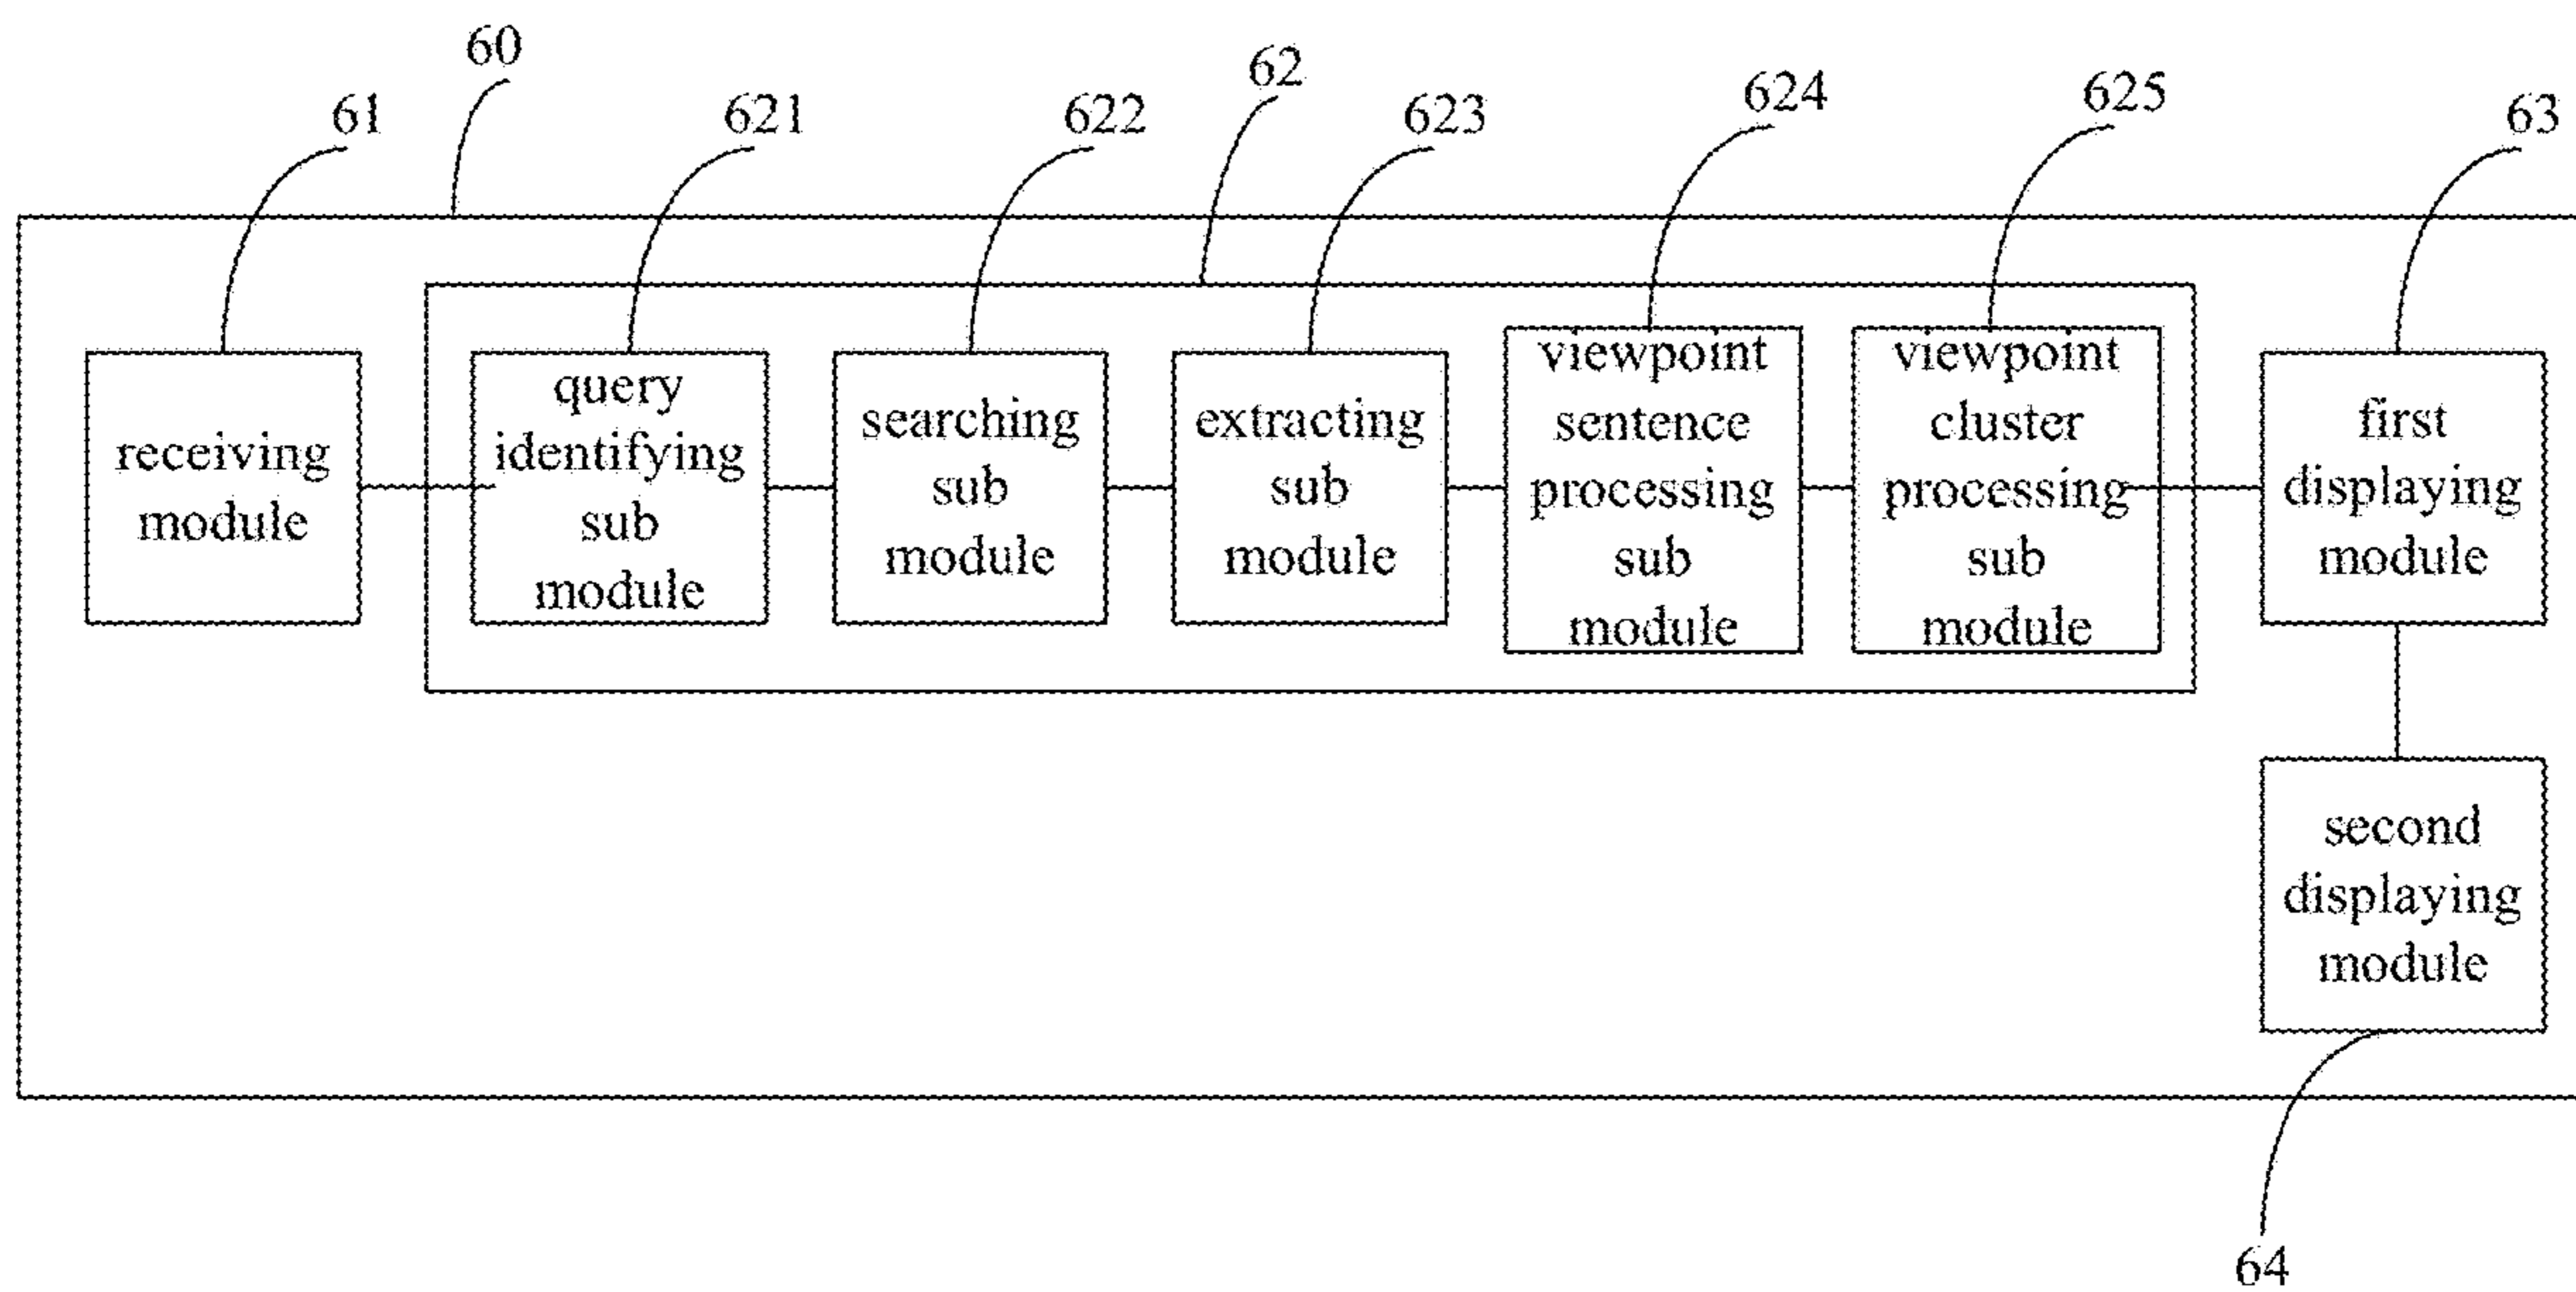 60
61
621
622
62
623
624
625
63
receiving
module
query
identifying
sub
module
searching
sub
module
extracting
sub
module
viewpoint
sentence
processing
sub
module
viewpoint
cluster
processing
sub
module
first
displaying
module
second
displaying
module
64